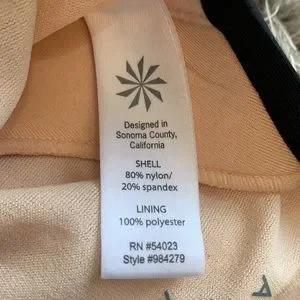 Designed in
Sonoma County,
California
SHELL
80% nylon/
20% spandex
LINING
100% polyester
RN #54023
Style #984279